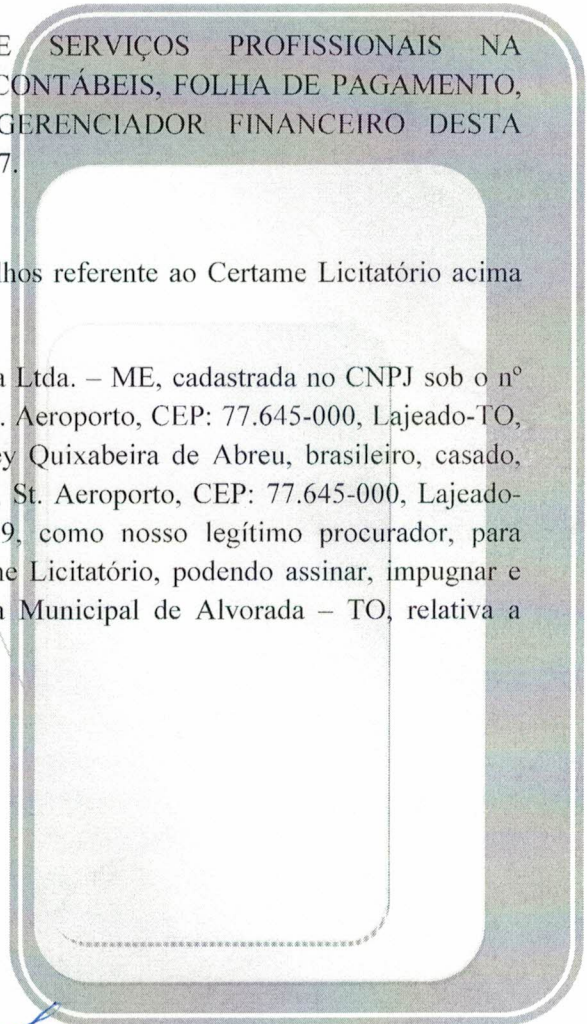 E SERVIÇOS PROFISSIONAIS NA
CONTÁBEIS, FOLHA DE PAGAMENTO,
GERENCIADOR FINANCEIRO DESTA
7.
lhos referente ao Certame Licitatório acima
a Ltda. – ME, cadastrada no CNPJ sob o nº
. Aeroporto, CEP: 77.645-000, Lajeado-TO,
ey Quixabeira de Abreu, brasileiro, casado,
St. Aeroporto, CEP: 77.645-000, Lajeado-
9, como nosso legítimo procurador, para
ne Licitatório, podendo assinar, impugnar e
a Municipal de Alvorada – TO, relativa a